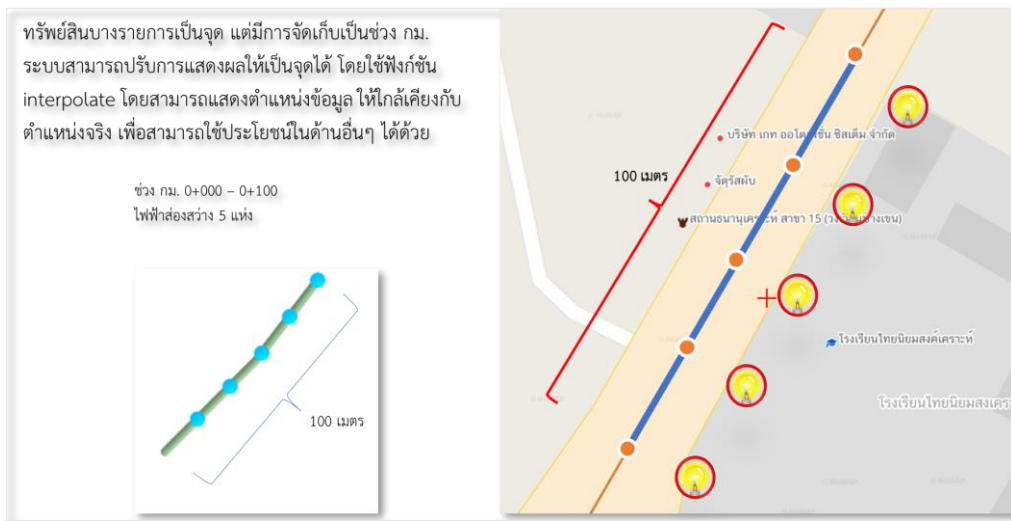 ทรัพย์สินบางรายการเป็นจุด แต่มีการจัดเก็บเป็นช่วง กม.
ระบบสามารถปรับการแสดงผลให้เป็นจุดได้ โดยใช้ฟังก์ชัน
interpolate โดยสามารถแสดงตำแหน่งข้อมูล ให้ใกล้เคียงกับ
ตำแหน่งจริง เพื่อสามารถใช้ประโยชน์ในด้านอื่นๆ ได้ด้วย
ช่วง กม. 0+000 – 0+100
ไฟฟ้าส่องสว่าง 5 แห่ง
100 เมตร
100 เมตร
บริษัท เกท ออโตเมชั่น ซิสเต็ม จำกัด
จัตุรัสผับ
สถานธนานุเคราะห์ สาขา 15
โรงเรียนไทยนิยมสงค์เคราะห์
โรงเรียนไทยนิยมสงเคร